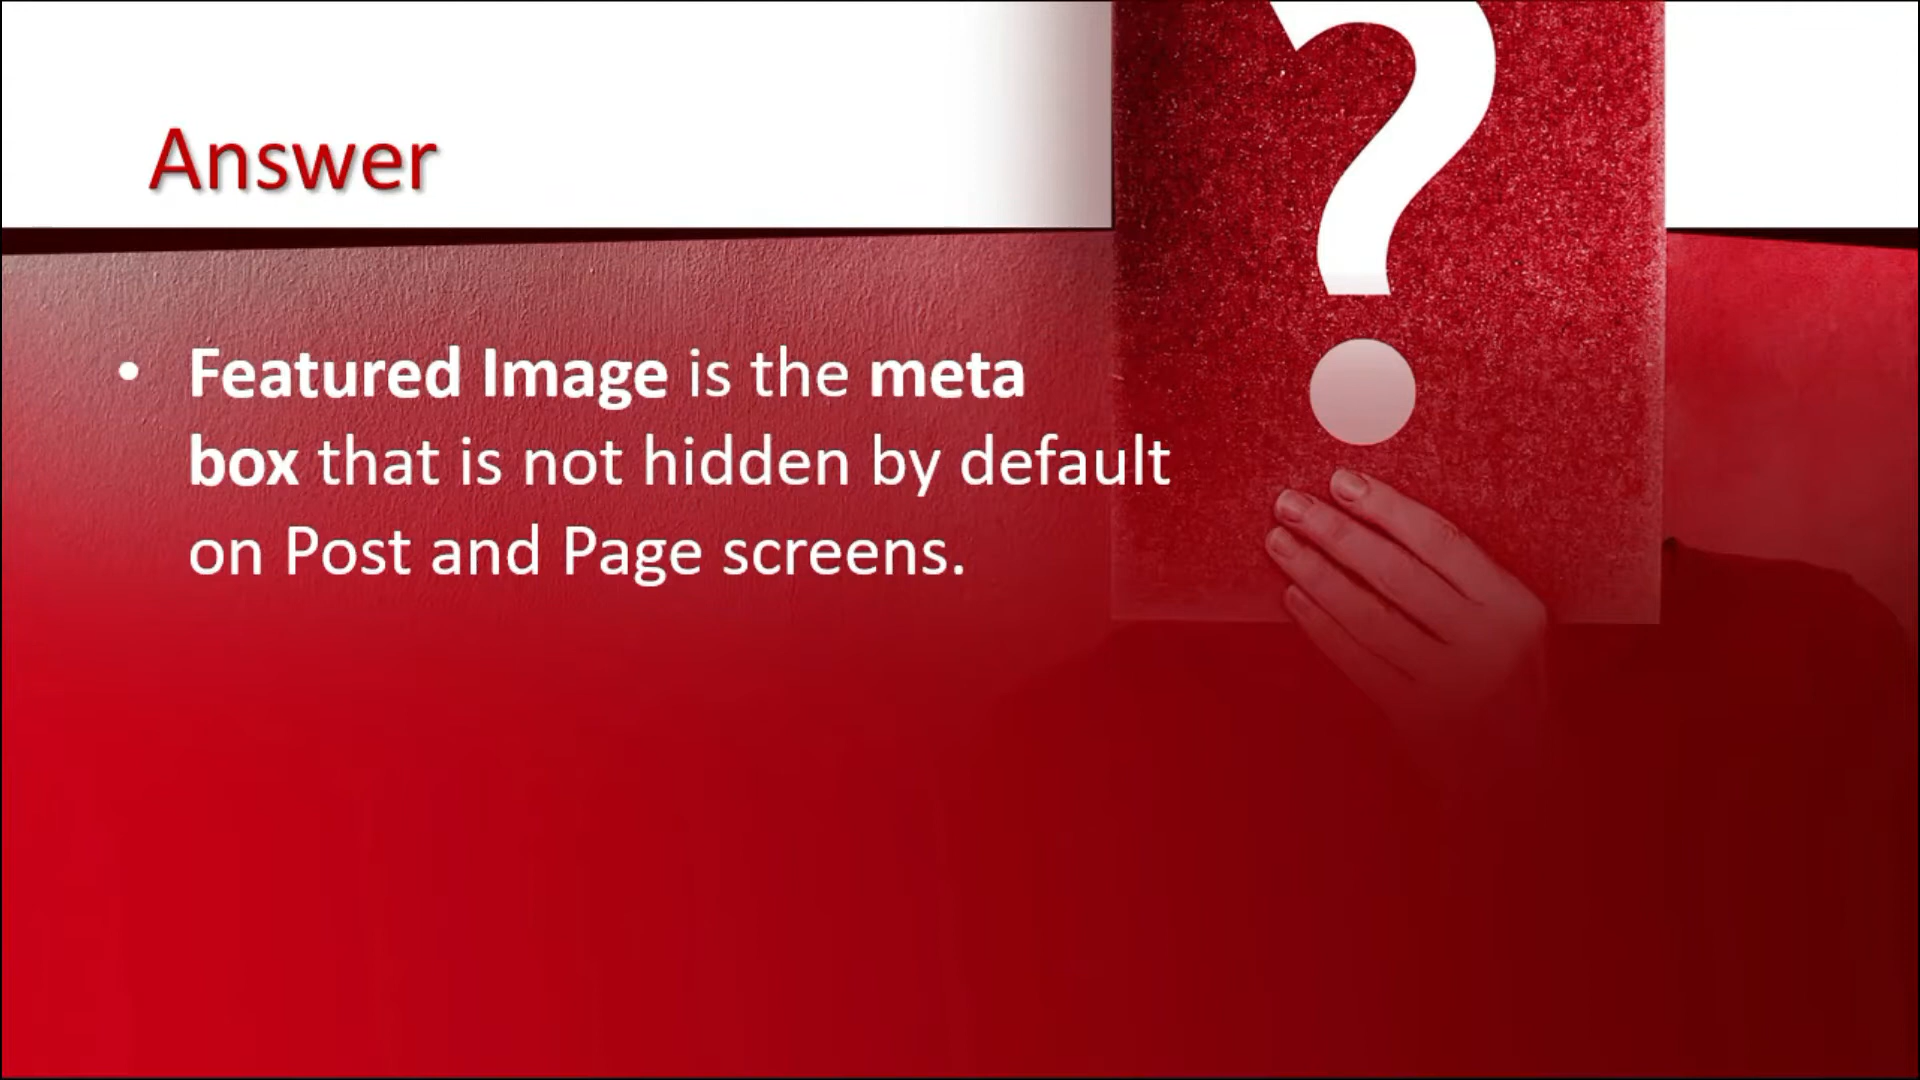 Answer
• Featured Image is the meta
box that is not hidden by default
on Post and Page screens.